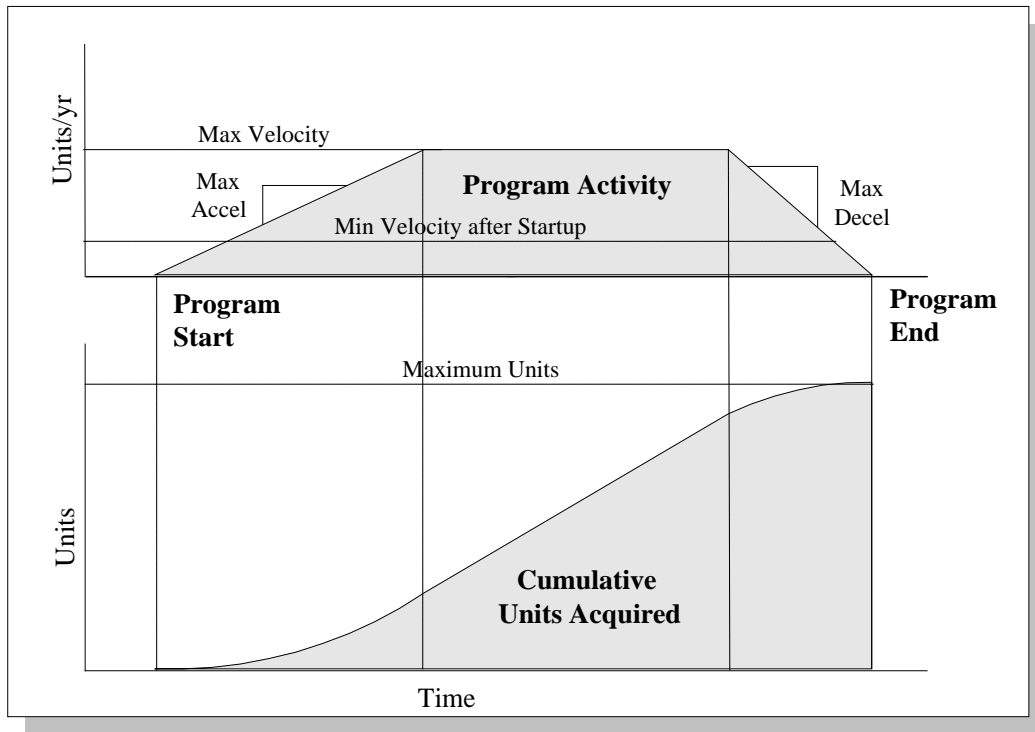 Units/yr
Max Velocity
Max
Accel
Program Activity
Max
Decel
Min Velocity after Startup
Program
Start
Program
End
Maximum Units
Units
Cumulative
Units Acquired
Time